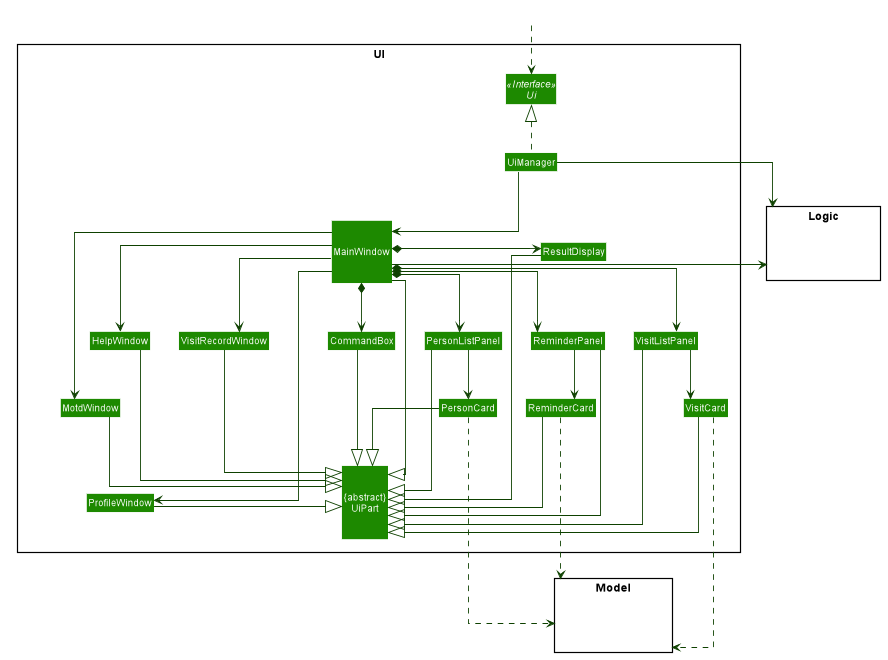 UI
«Interface»
Ui
UiManager
Logic
MainWindow
ResultDisplay
HelpWindow
VisitRecordWindow
CommandBox
PersonListPanel
ReminderPanel
VisitListPanel
MotdWindow
PersonCard
ReminderCard
VisitCard
ProfileWindow
{abstract}
UiPart
Model